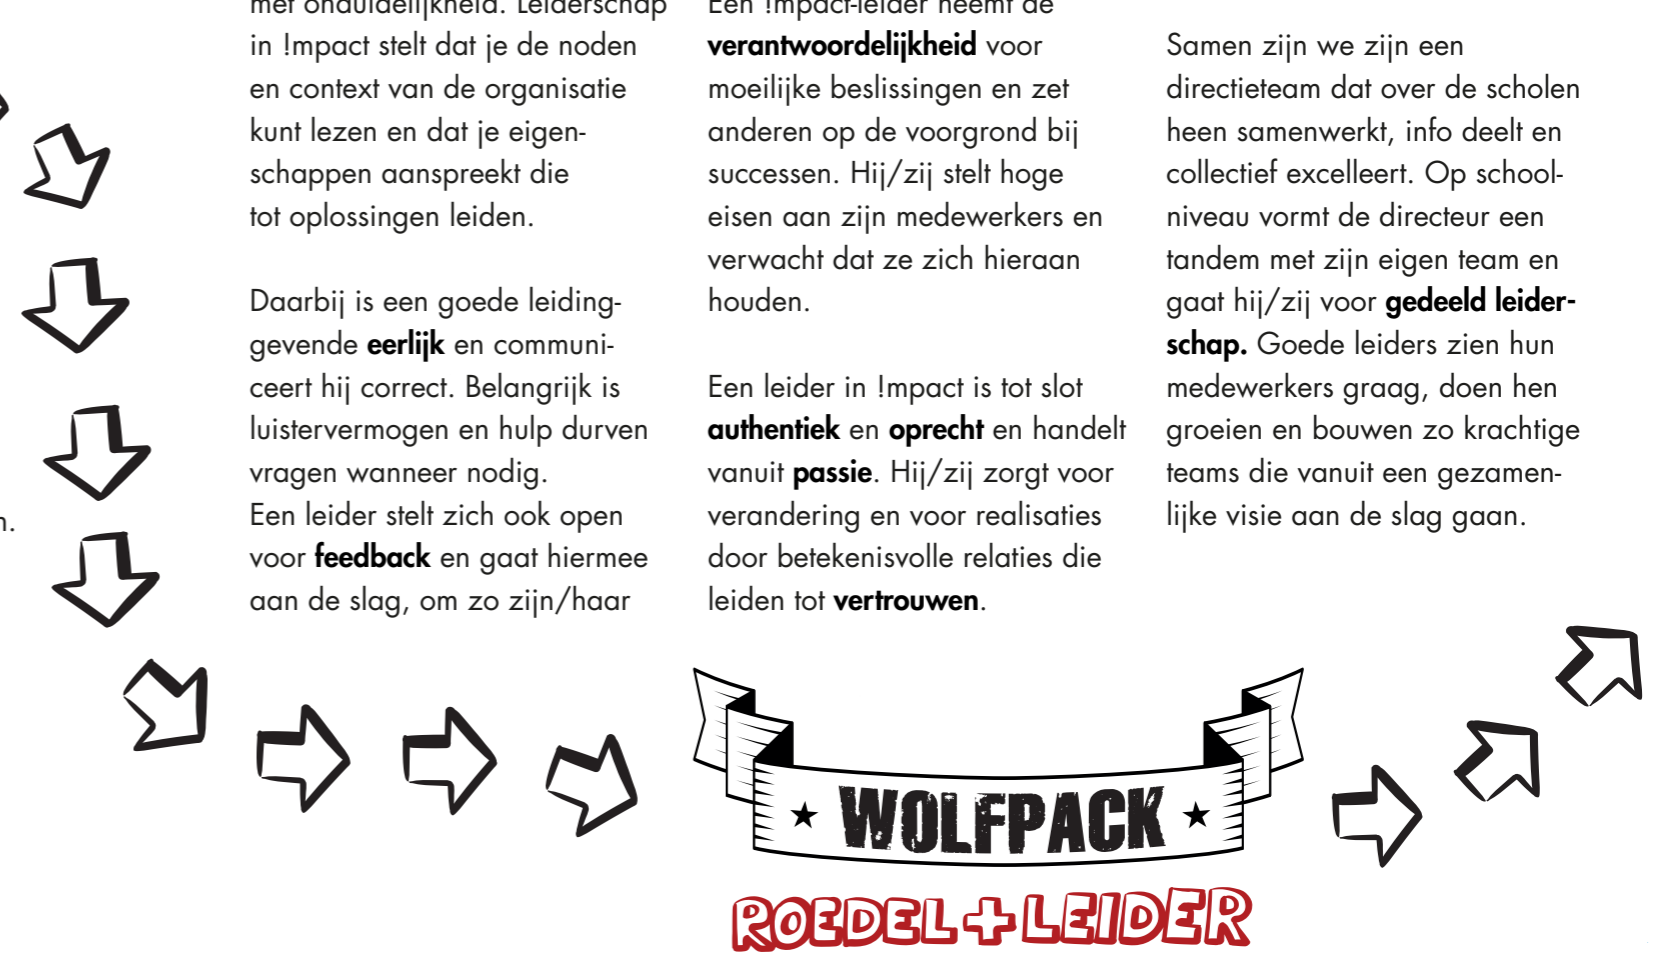 met onduidelijkheid. Leiderschap
in !mpact stelt dat je de noden
en context van de organisatie
kunt lezen en dat je eigen-
schappen aanspreekt die
tot oplossingen leiden.
Daarbij is een goede leiding-
gevende eerlijk en communi-
ceert hij correct. Belangrijk is
luistervermogen en hulp durven
vragen wanneer nodig.
Een leider stelt zich ook open
voor feedback en gaat hiermee
aan de slag, om zo zijn/haar
Een !mpact-leider neemt de
verantwoordelijkheid voor
moeilijke beslissingen en zet
anderen op de voorgrond bij
successen. Hij/zij stelt hoge
eisen aan zijn medewerkers en
verwacht dat ze zich hieraan
houden.
Een leider in !mpact is tot slot
authentiek en oprecht en handelt
vanuit passie. Hij/zij zorgt voor
verandering en voor realisaties
door betekenisvolle relaties die
leiden tot vertrouwen.
Samen zijn we zijn een
directieteam dat over de scholen
heen samenwerkt, info deelt en
collectief excelleert. Op school-
niveau vormt de directeur een
tandem met zijn eigen team en
gaat hij/zij voor gedeeld leider-
schap. Goede leiders zien hun
medewerkers graag, doen hen
groeien en bouwen zo krachtige
teams die vanuit een gezamen-
lijke visie aan de slag gaan.
WOLFPACK
ROEDEL+LEIDER